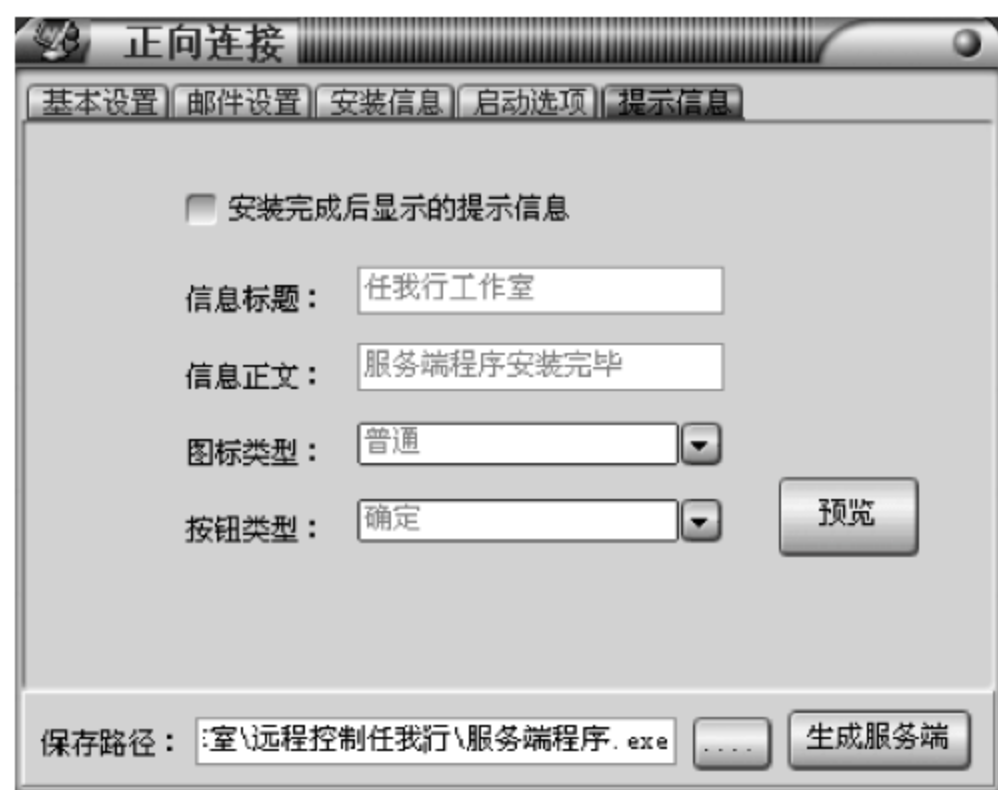 正向连接
基本设置 邮件设置 安装信息 启动选项 提示信息
安装完成后显示的提示信息
信息标题： 任我行工作室
信息正文： 服务端程序安装完毕
图标类型： 普通
按钮类型： 确定
预览
保存路径： 室\远程控制任我行\服务端程序.exe .... 生成服务端